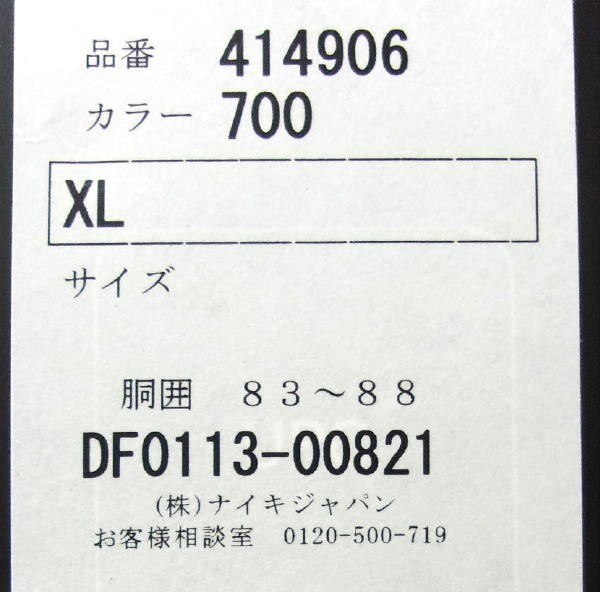 品番 414906
カラー 700
XL
サイズ
胴囲 83～88
DF0113-00821
(株)ナイキジャパン
お客様相談室 0120-500-719